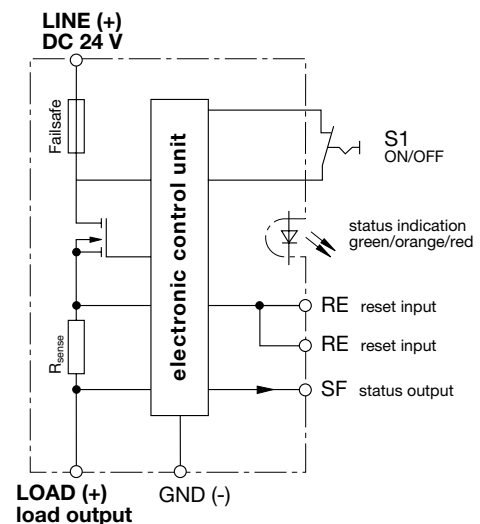 LINE (+)
DC 24 V
Failsafe
electronic control unit
S1
ON/OFF
status indication
green/orange/red
RE reset input
Rsense
RE reset input
SF status output
LOAD (+)
load output
GND (-)